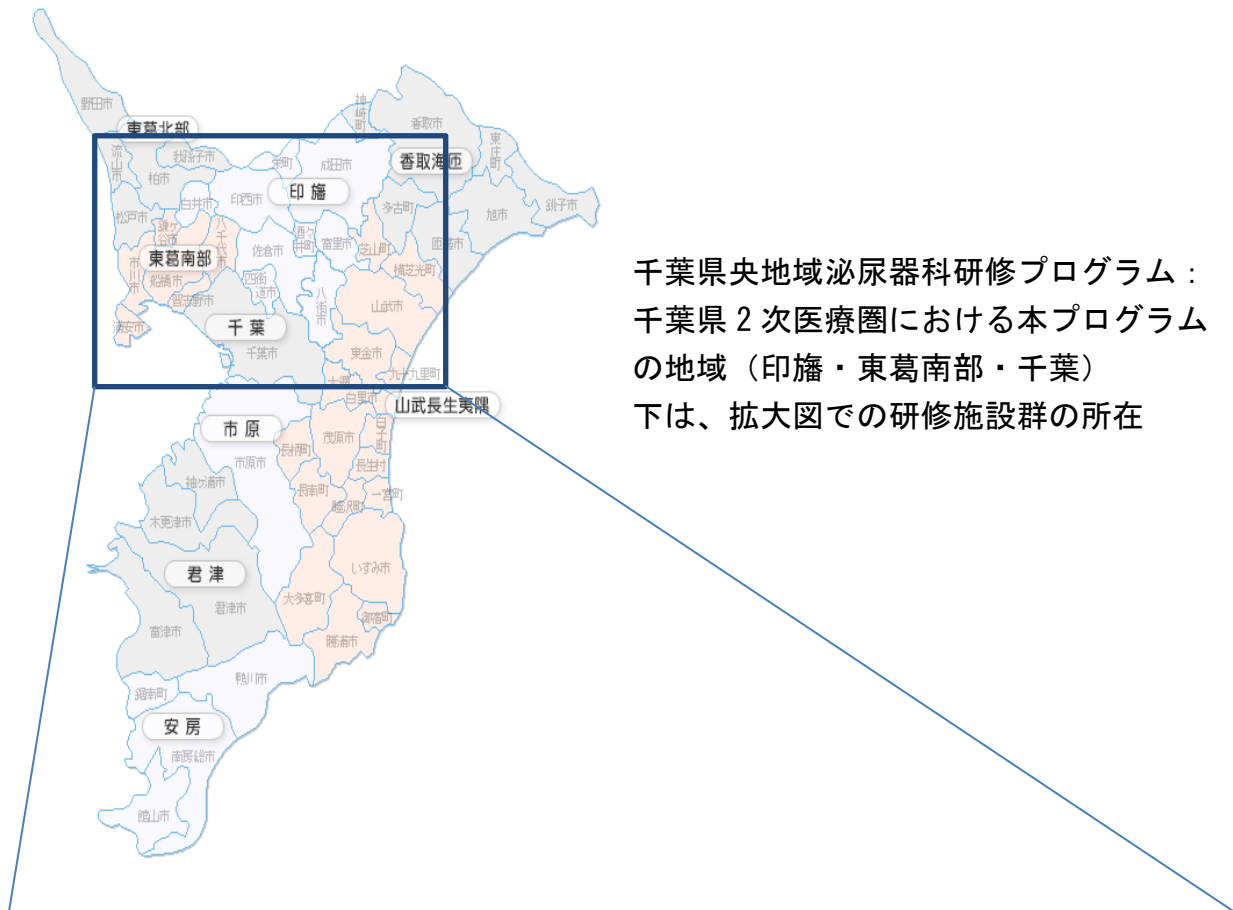 野田市
神崎町
香取市
東葛北部
東庄町
流山市
我孫子市
栄町
成田市
香取海匝
柏市
印旛
白井市
印西市
多古町
銚子市
松戸市
旭市
鎌ケ谷市
八千代市
酒々井町
富里市
芝山町
匝瑳市
東葛南部
佐倉市
市川市
船橋市
四街道市
横芝光町
八街市
習志野市
山武市
浦安市
千葉
千葉市
東金市
九十九里町
大網白里市
山武長生夷隅
白子町
市原
茂原市
市原市
長柄町
長生村
袖ヶ浦市
長南町
一宮町
睦沢町
木更津市
いすみ市
君津
大多喜町
君津市
御宿町
富津市
勝浦市
鴨川市
鋸南町
安房
南房総市
館山市
千葉県央地域泌尿器科研修プログラム：
千葉県2次医療圏における本プログラム
の地域（印旛・東葛南部・千葉）
下は、拡大図での研修施設群の所在